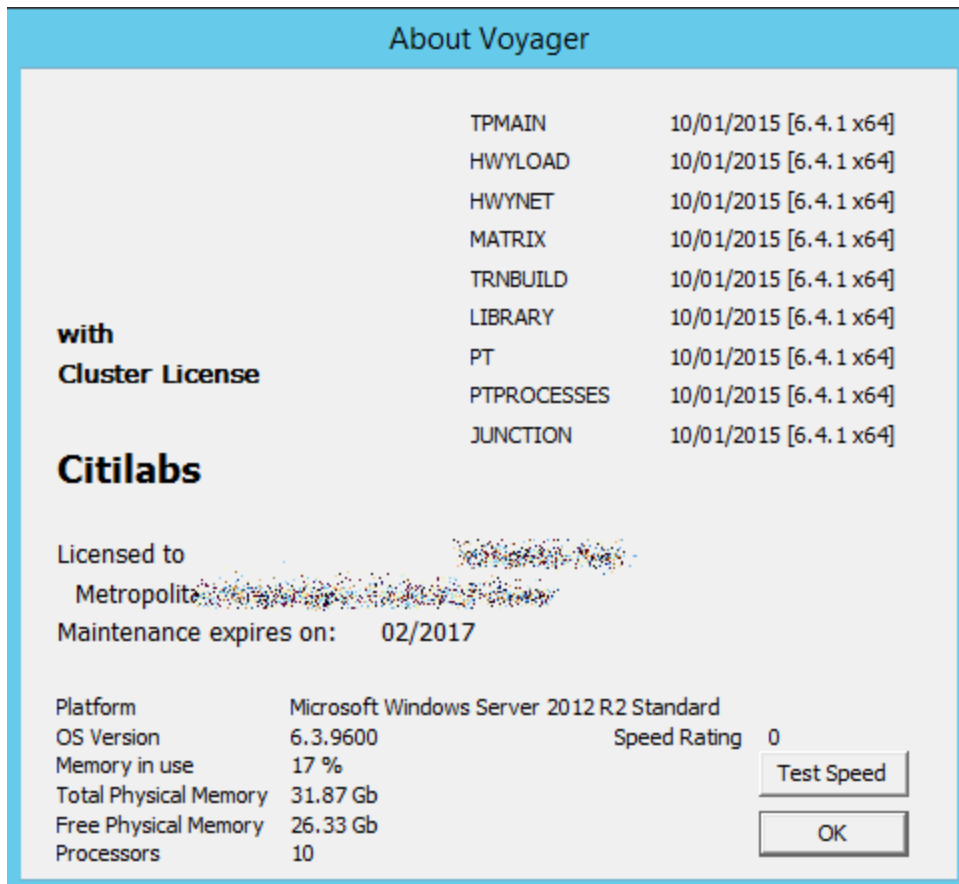 About Voyager
TPMAIN 10/01/2015 [6.4.1 x64]
HWYLOAD 10/01/2015 [6.4.1 x64]
HWYNET 10/01/2015 [6.4.1 x64]
MATRIX 10/01/2015 [6.4.1 x64]
TRNBUILD 10/01/2015 [6.4.1 x64]
LIBRARY 10/01/2015 [6.4.1 x64]
with
PT 10/01/2015 [6.4.1 x64]
Cluster License
PTPROCESSES 10/01/2015 [6.4.1 x64]
JUNCTION 10/01/2015 [6.4.1 x64]
Citilabs
Licensed to
Maintenance expires on: 02/2017
Platform Microsoft Windows Server 2012 R2 Standard
OS Version 6.3.9600 Speed Rating 0
Memory in use 17 %
Test Speed
Total Physical Memory 31.87 Gb
Free Physical Memory 26.33 Gb
OK
Processors 10